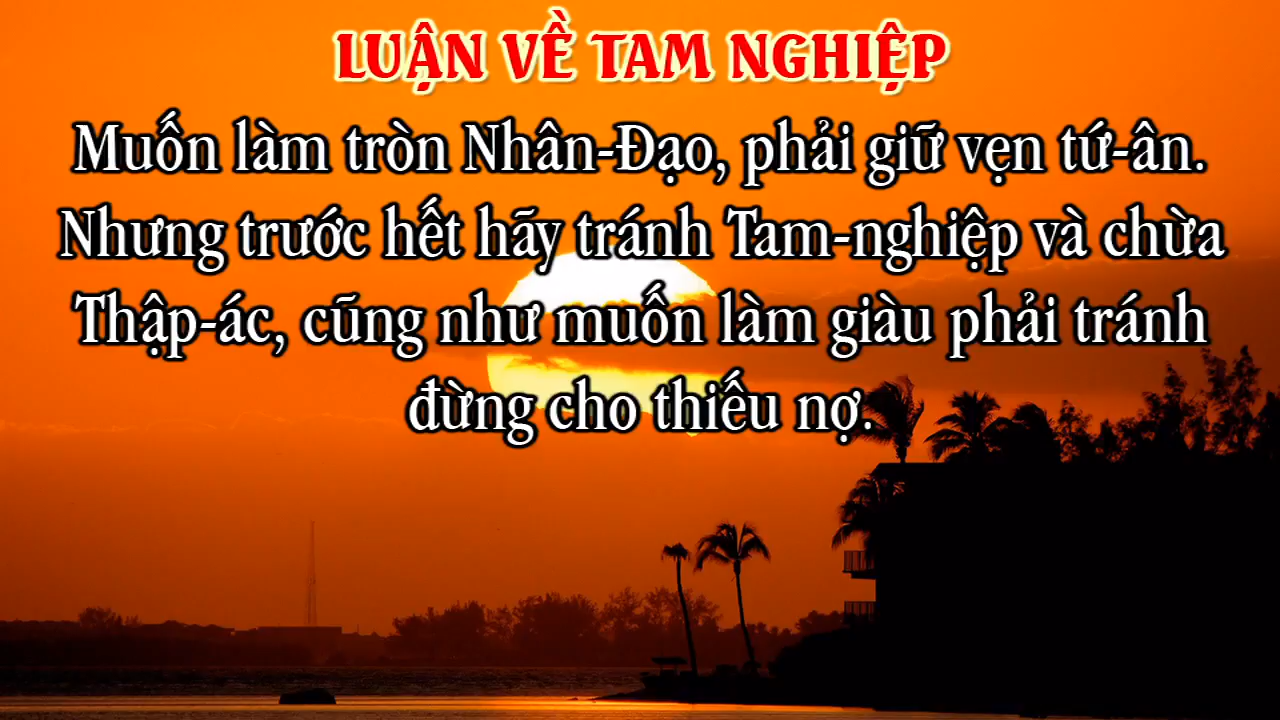 LUẬN VỀ TAM NGHIỆP
Muốn làm tròn Nhân-Đạo, phải giữ vẹn tứ-ân.
Nhưng trước hết hãy tránh Tam-nghiệp và chừa
Thập-ác, cũng như muốn làm giàu phải tránh
đừng cho thiếu nợ.